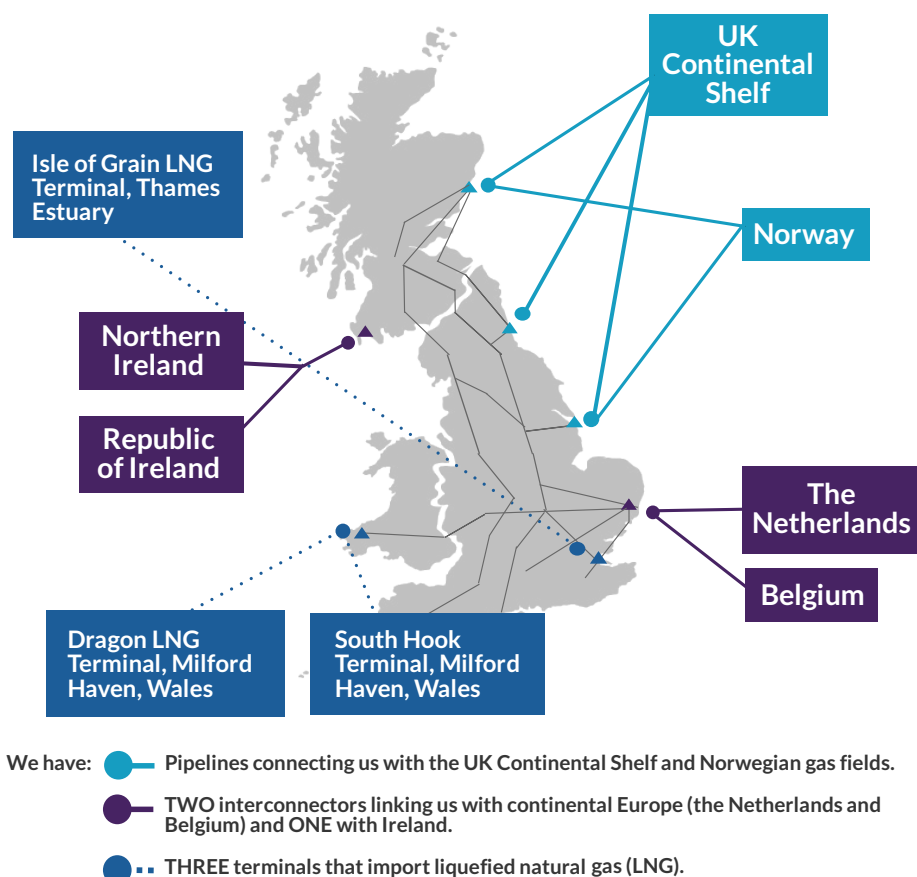 UK
Continental
Shelf
Isle of Grain LNG
Terminal, Thames
Estuary
Norway
Northern
Ireland
Republic
of Ireland
The
Netherlands
Belgium
Dragon LNG
Terminal, Milford
Haven, Wales
South Hook
Terminal, Milford
Haven, Wales
We have: Pipelines connecting us with the UK Continental Shelf and Norwegian gas fields.
TWO interconnectors linking us with continental Europe (the Netherlands and
Belgium) and ONE with Ireland.
THREE terminals that import liquefied natural gas (LNG).